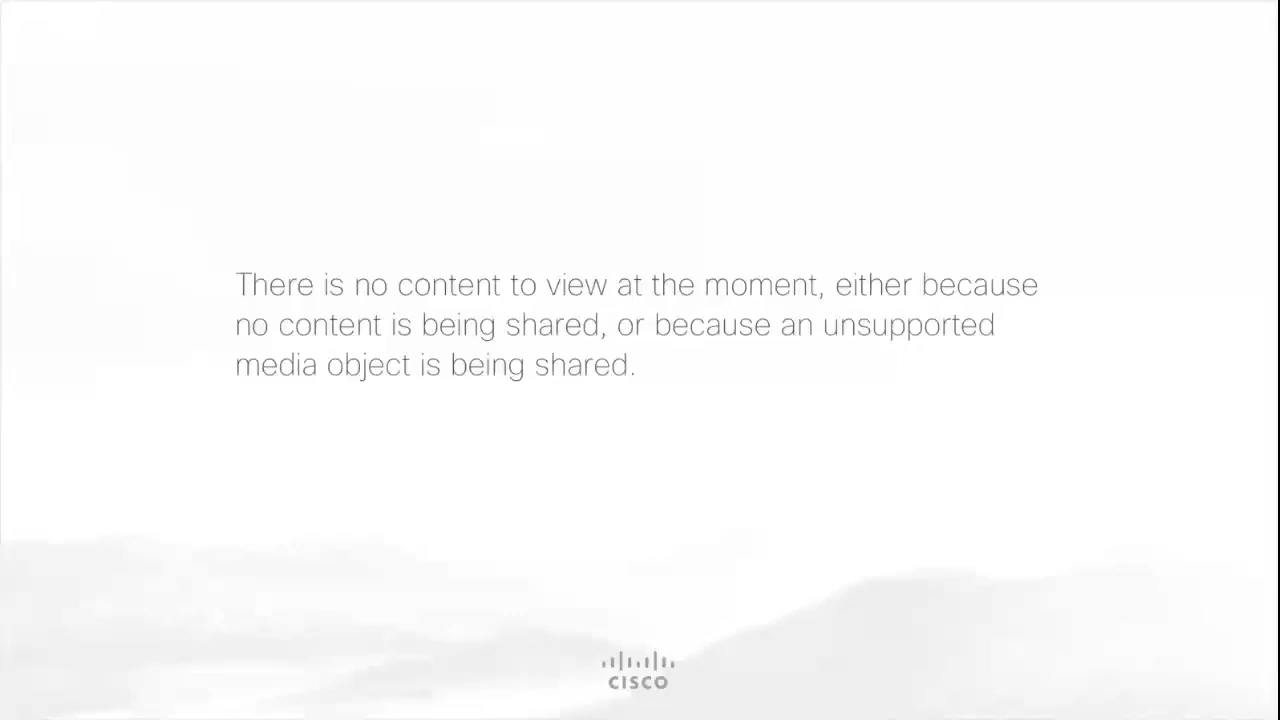 There is no content to view at the moment, either because
no content is being shared, or because an unsupported
media object is being shared.
CISCO